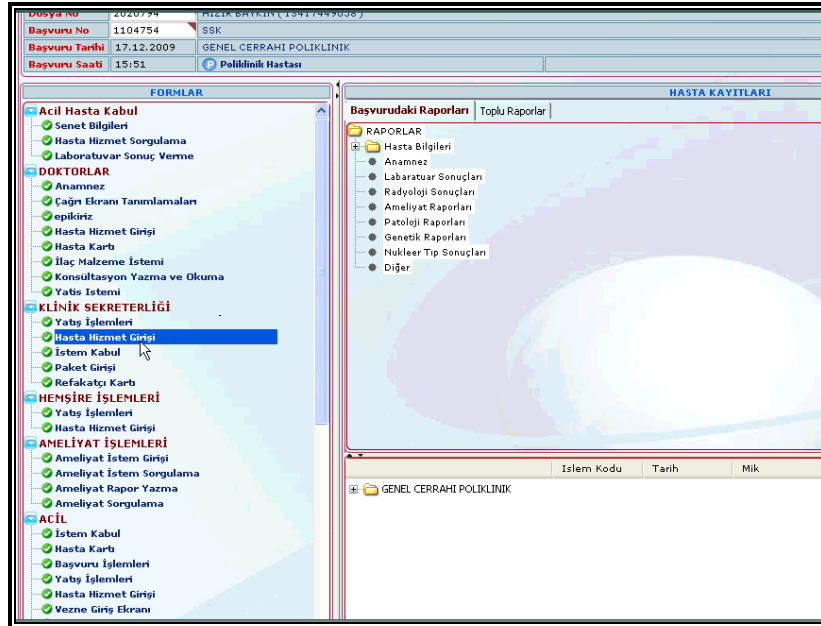 Dosya No 2020794 HIZIR BAYKIN ( 13417449058 )
Başvuru No 1104754 SSK
Başvuru Tarihi 17.12.2009 GENEL CERRAHI POLIKLINIK
Başvuru Saati 15:51 P Poliklinik Hastası
FORMLAR
Acil Hasta Kabul
Senet Bilgileri
Hasta Hizmet Sorgulama
Laboratuvar Sonuç Verme
DOKTORLAR
Anamnez
Çağrı Ekranı Tanımlamaları
epikiriz
Hasta Hizmet Girişi
Hasta Kartı
İlaç Malzeme İstemi
Konsültasyon Yazma ve Okuma
Yatis Istemi
KLİNİK SEKRETERLİĞİ
Yatış İşlemleri
Hasta Hizmet Girişi
İstem Kabul
Paket Girişi
Refakatçı Kartı
HEMŞİRE İŞLEMLERİ
Yatış İşlemleri
Hasta Hizmet Girişi
AMELİYAT İŞLEMLERİ
Ameliyat İstem Girişi
Ameliyat İstem Sorgulama
Ameliyat Rapor Yazma
Ameliyat Sorgulama
ACİL
İstem Kabul
Hasta Kartı
Başvuru İşlemleri
Yatış İşlemleri
Hasta Hizmet Girişi
Vezne Giriş Ekranı
HASTA KAYITLARI
Başvurudaki Raporları Toplu Raporlar
RAPORLAR
Hasta Bilgileri
Anamnez
Labaratuar Sonuçları
Radyoloji Sonuçları
Ameliyat Raporları
Patoloji Raporları
Genetik Raporları
Nukleer Tıp Sonuçları
Diğer
Islem Kodu Tarih Mik
GENEL CERRAHI POLIKLINIK